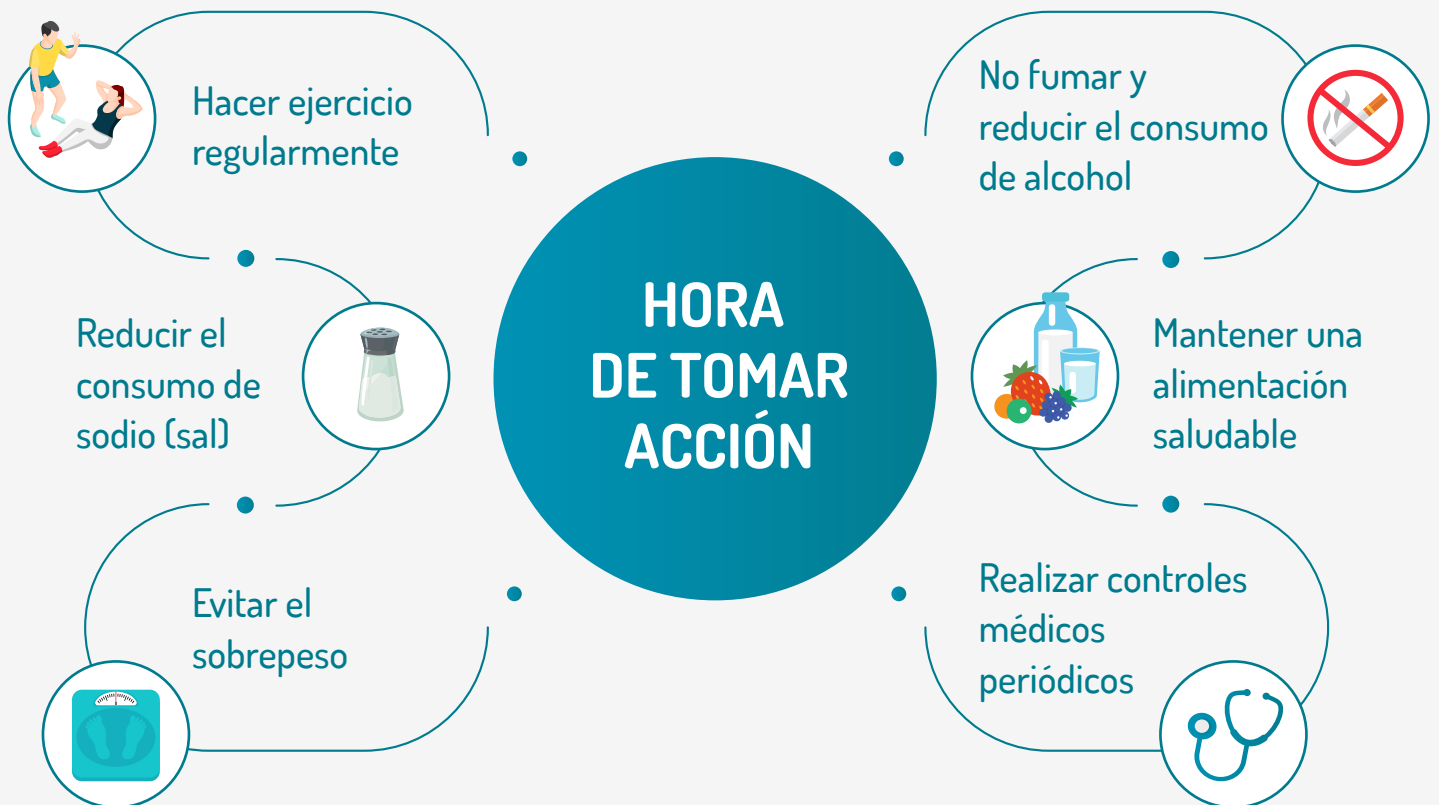 Hacer ejercicio
regularmente
Reducir el
consumo de
sodio (sal)
Evitar el
sobrepeso
HORA
DE TOMAR
ACCIÓN
No fumar y
reducir el consumo
de alcohol
Mantener una
alimentación
saludable
Realizar controles
médicos
periódicos